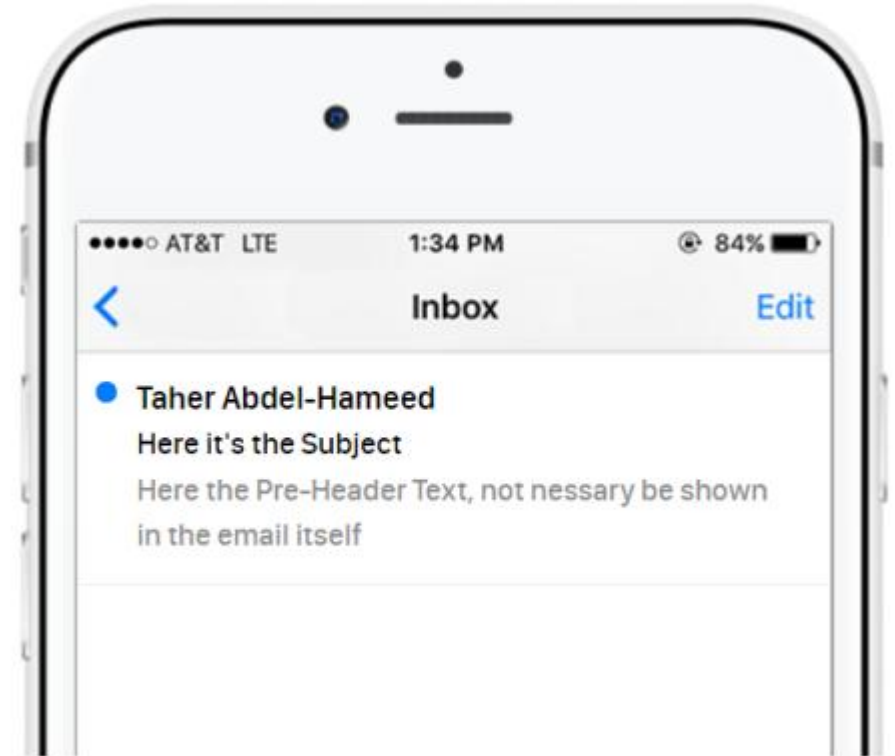 AT&T LTE 1:34 PM 84%
Inbox Edit
Taher Abdel-Hameed
Here it's the Subject
Here the Pre-Header Text, not nessary be shown
in the email itself